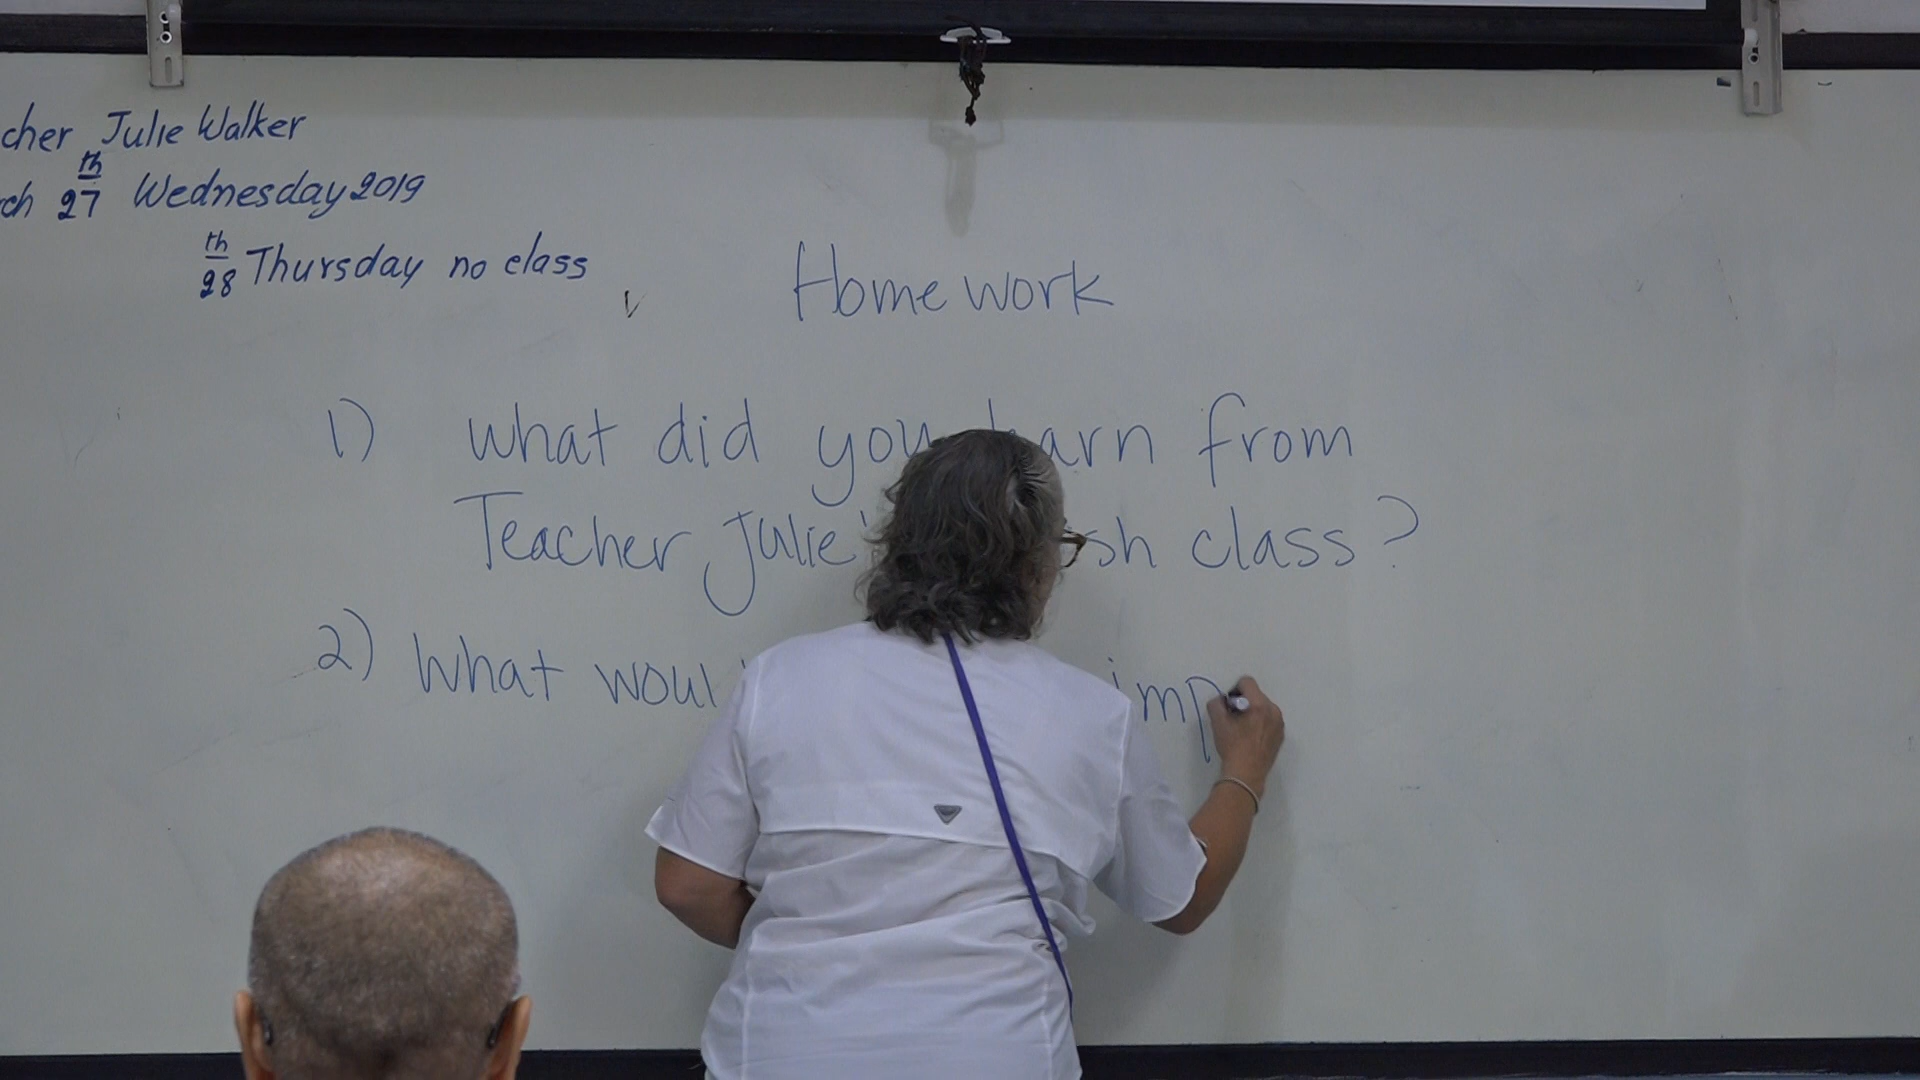 cher Julie Walker
ch 27th Wednesday 2019
28th Thursday no class
Home work
1) what did you from
Teacher Julie' class?
2) What